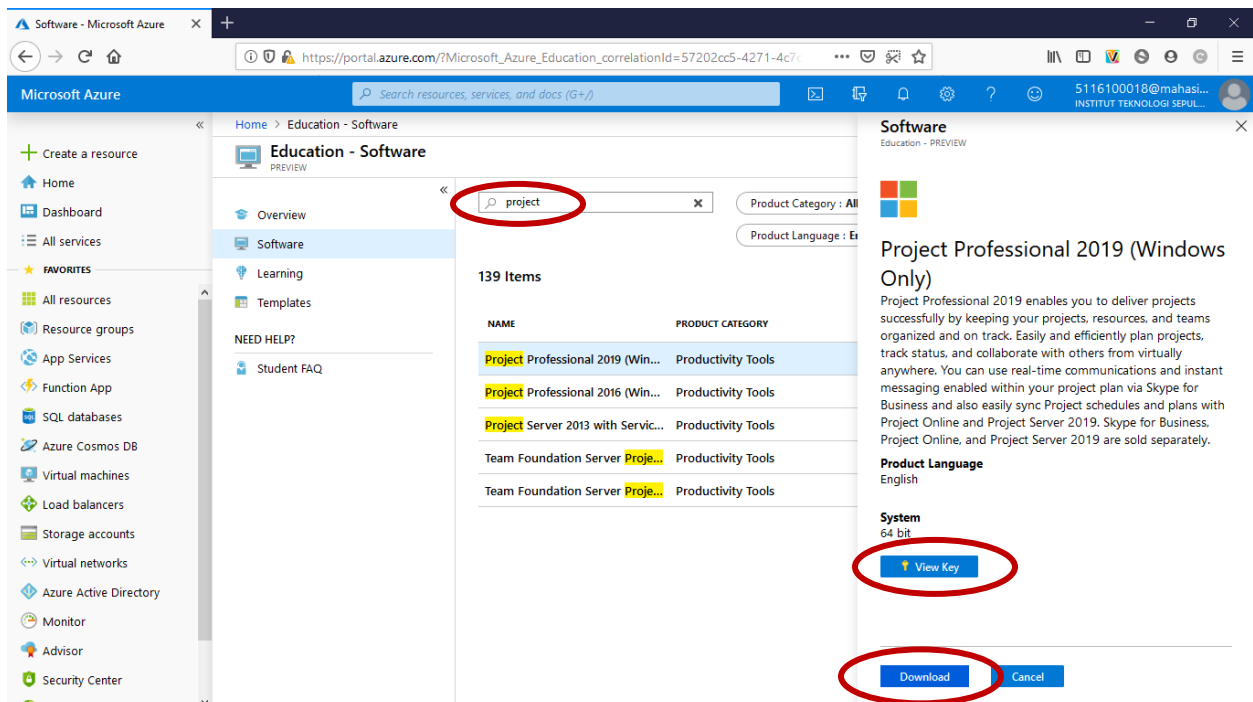 Software - Microsoft Azure
https://portal.azure.com/?Microsoft_Azure_Education_correlationId=57202cc5-4271-4c7c
Microsoft Azure
Search resources, services, and docs (G+/)
5116100018@mahasi...
INSTITUT TEKNOLOGI SEPUL...
Create a resource
Home
Dashboard
All services
FAVORITES
All resources
Resource groups
App Services
Function App
SQL databases
Azure Cosmos DB
Virtual machines
Load balancers
Storage accounts
Virtual networks
Azure Active Directory
Monitor
Advisor
Security Center
Home > Education - Software
Education - Software
PREVIEW
Overview
Software
Learning
Templates
NEED HELP?
Student FAQ
project
Product Category : All
Product Language : En
139 Items
NAME PRODUCT CATEGORY
Project Professional 2019 (Win... Productivity Tools
Project Professional 2016 (Win... Productivity Tools
Project Server 2013 with Servic... Productivity Tools
Team Foundation Server Proje... Productivity Tools
Team Foundation Server Proje... Productivity Tools
Software
Education - PREVIEW
Project Professional 2019 (Windows
Only)
Project Professional 2019 enables you to deliver projects
successfully by keeping your projects, resources, and teams
organized and on track. Easily and efficiently plan projects,
track status, and collaborate with others from virtually
anywhere. You can use real-time communications and instant
messaging enabled within your project plan via Skype for
Business and also easily sync Project schedules and plans with
Project Online and Project Server 2019. Skype for Business,
Project Online, and Project Server 2019 are sold separately.
Product Language
English
System
64 bit
View Key
Download
Cancel